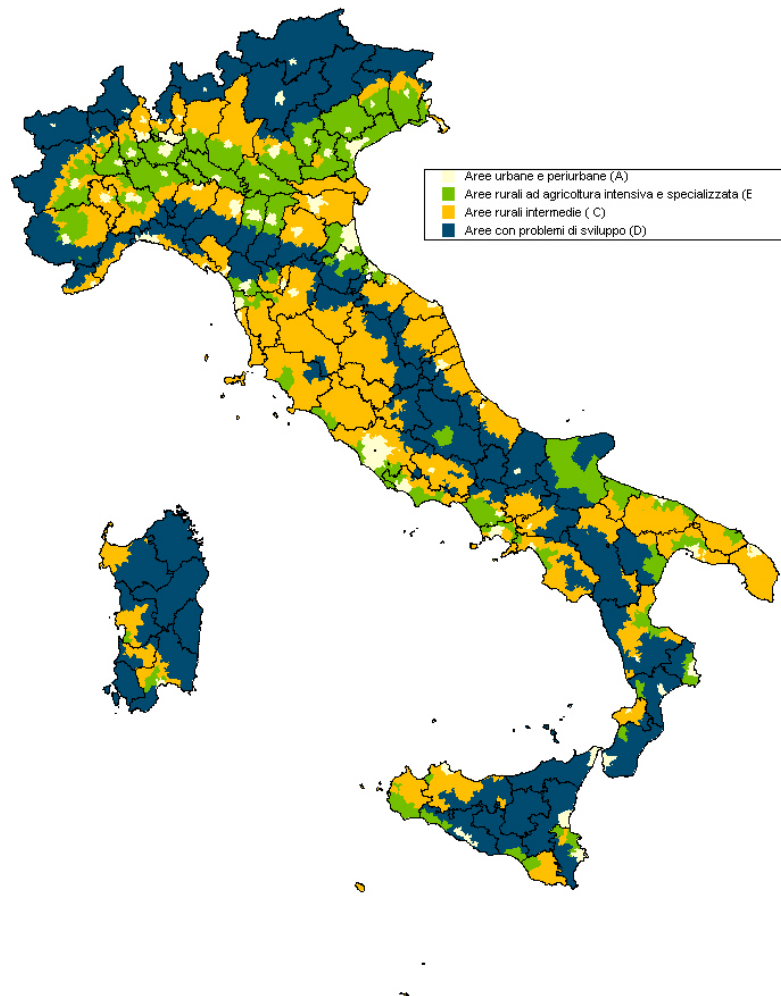 Aree urbane e periurbane (A)
Aree rurali ad agricoltura intensiva e specializzata (E
Aree rurali intermedie ( C)
Aree con problemi di sviluppo (D)